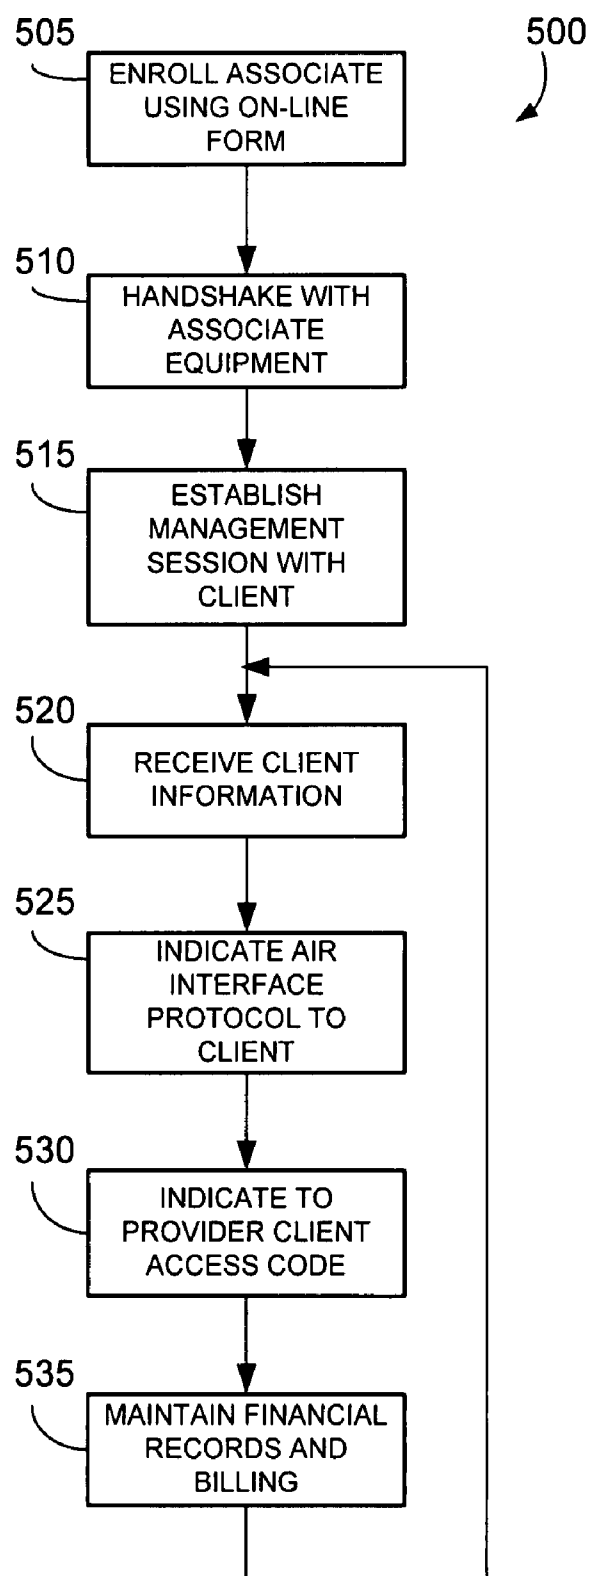 505
500
ENROLL ASSOCIATE
USING ON-LINE
FORM
510
HANDSHAKE WITH
ASSOCIATE
EQUIPMENT
515
ESTABLISH
MANAGEMENT
SESSION WITH
CLIENT
520
RECEIVE CLIENT
INFORMATION
525
INDICATE AIR
INTERFACE
PROTOCOL TO
CLIENT
530
INDICATE TO
PROVIDER CLIENT
ACCESS CODE
535
MAINTAIN FINANCIAL
RECORDS AND
BILLING